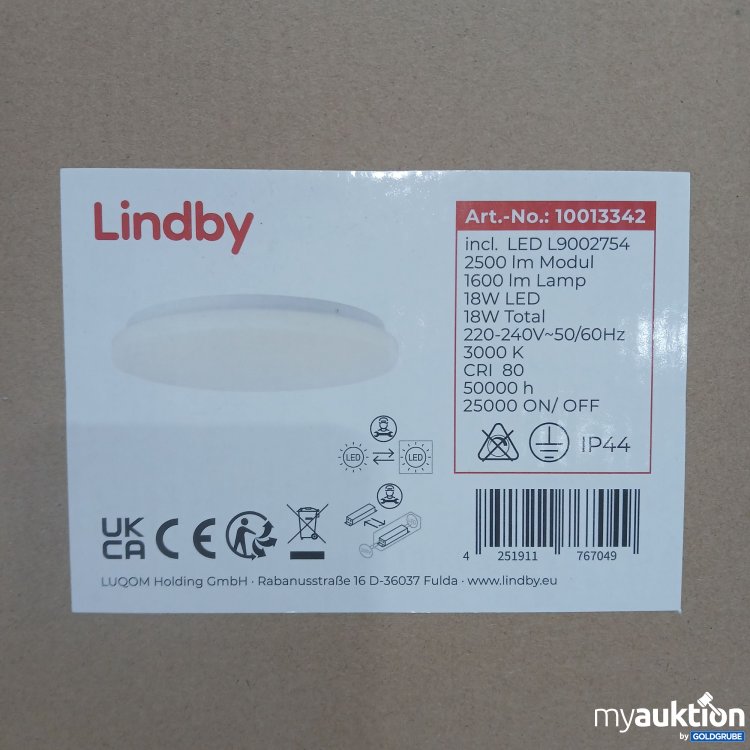 Lindby
Art.-No.: 10013342
incl. LED L9002754
2500 lm Modul
1600 lm Lamp
18W LED
18W Total
220-240V~50/60Hz
3000 K
CRI 80
50000 h
25000 ON/ OFF
IP44
LED
LED
UK
CA
CE
4 251911 767049
LUQOM Holding GmbH · Rabanusstraße 16 D-36037 Fulda · www.lindby.eu
myauktion
by GOLDGRUBE